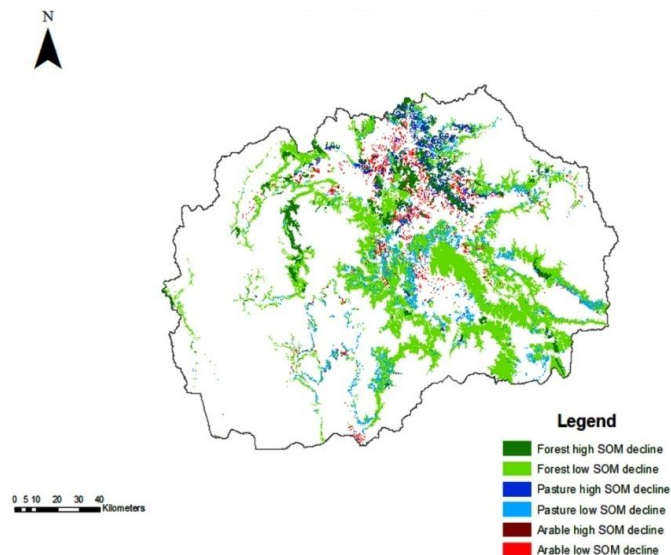 N
Legend
Forest high SOM decline
Forest low SOM decline
Pasture high SOM decline
Pasture low SOM decline
Arable high SOM decline
Arable low SOM decline
0 5 10 20 30 40
Kilometers